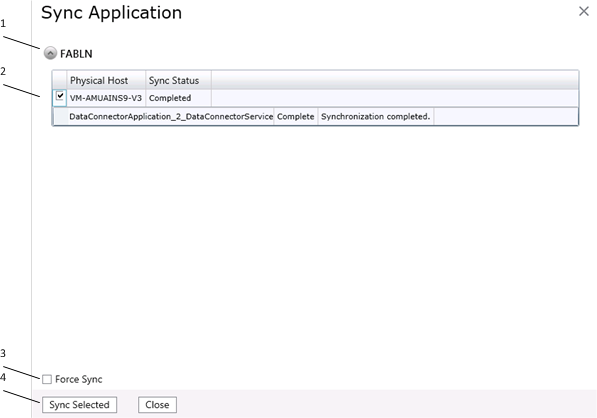 Sync Application
1
FABLN
2
Physical Host Sync Status
VM-AMUAINS9-V3 Completed
DataConnectorApplication_2_DataConnectorService Complete Synchronization completed.
3
Force Sync
4
Sync Selected Close